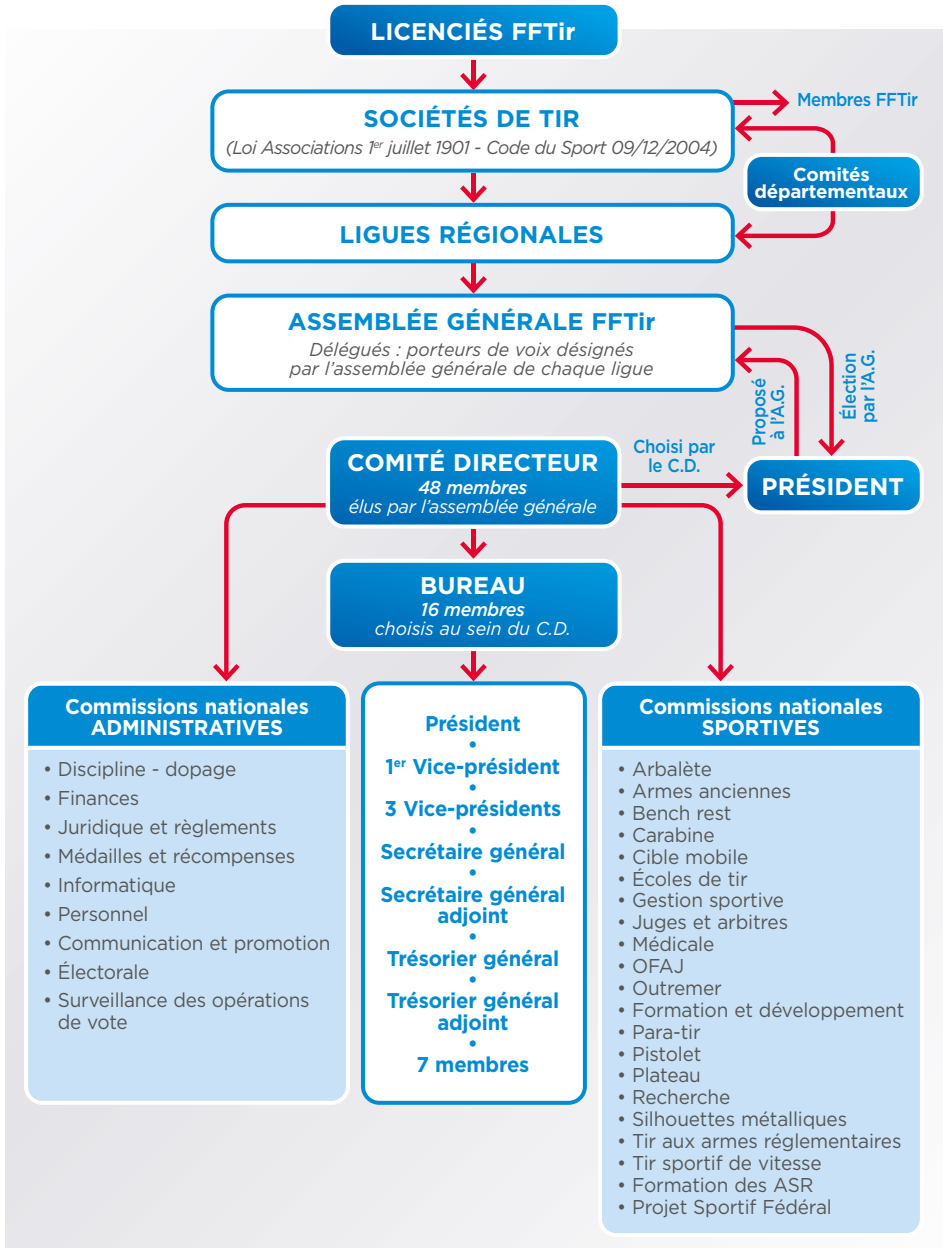 LICENCIÉS FFTir
SOCIÉTÉS DE TIR
(Loi Associations 1er juillet 1901 - Code du Sport 09/12/2004)
Membres FFTir
Comités
départementaux
LIGUES RÉGIONALES
ASSEMBLÉE GÉNÉRALE FFTir
Délégués : porteurs de voix désignés
par l'assemblée générale de chaque ligue
Proposé
à l'A.G.
Élection
par l'A.G.
COMITÉ DIRECTEUR
48 membres
élus par l'assemblée générale
Choisi par
le C.D.
PRÉSIDENT
BUREAU
16 membres
choisis au sein du C.D.
Commissions nationales
ADMINISTRATIVES
• Discipline - dopage
• Finances
• Juridique et règlements
• Médailles et récompenses
• Informatique
• Personnel
• Communication et promotion
• Électorale
• Surveillance des opérations
de vote
Président
•
1er Vice-président
•
3 Vice-présidents
•
Secrétaire général
•
Secrétaire général
adjoint
•
Trésorier général
•
Trésorier général
adjoint
•
7 membres
Commissions nationales
SPORTIVES
• Arbalète
• Armes anciennes
• Bench rest
• Carabine
• Cible mobile
• Écoles de tir
• Gestion sportive
• Juges et arbitres
• Médicale
• OFAJ
• Outremer
• Formation et développement
• Para-tir
• Pistolet
• Plateau
• Recherche
• Silhouettes métalliques
• Tir aux armes réglementaires
• Tir sportif de vitesse
• Formation des ASR
• Projet Sportif Fédéral